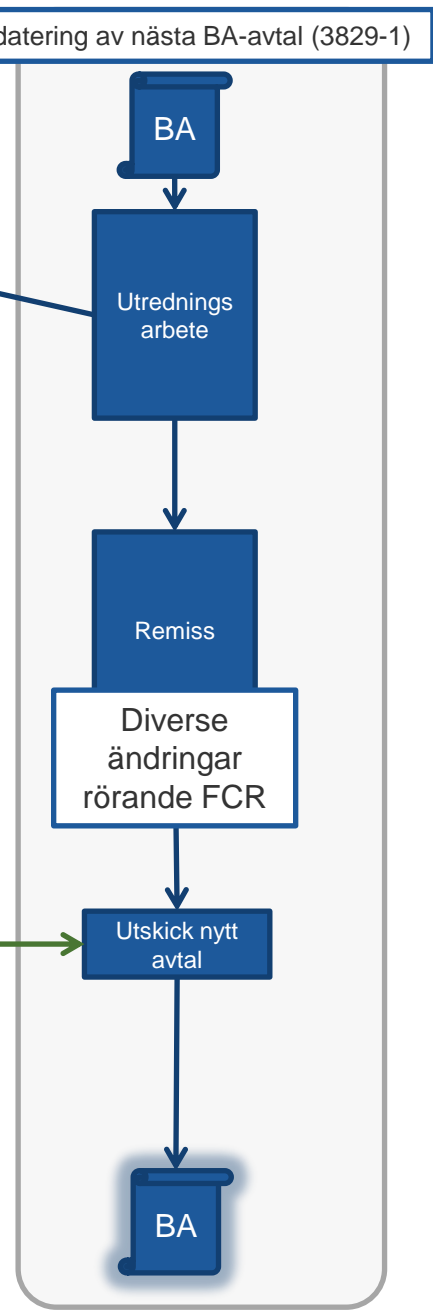 datering av nästa BA-avtal (3829-1)
BA
Utrednings
arbete
Remiss
Diverse
ändringar
rörande FCR
Utskick nytt
avtal
BA